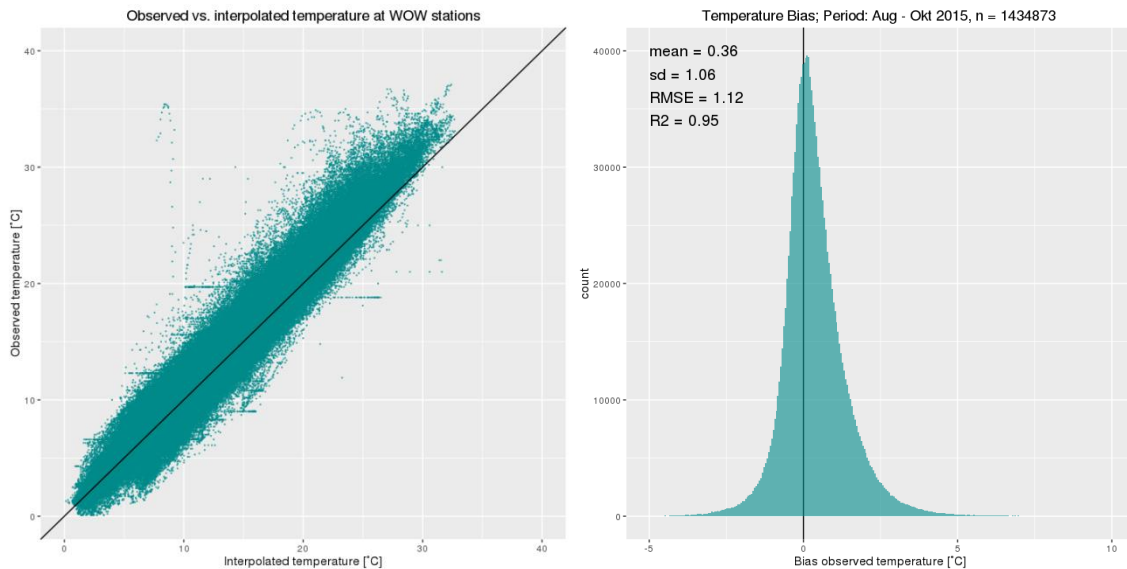 Observed vs. interpolated temperature at WOW stations
40
30
20
10
0
Observed temperature [˚C]
0
10
20
30
40
Interpolated temperature [˚C]
Temperature Bias; Period: Aug - Okt 2015, n = 1434873
mean = 0.36
sd = 1.06
RMSE = 1.12
R2 = 0.95
40000
30000
20000
10000
0
count
-5
0
5
10
Bias observed temperature [˚C]